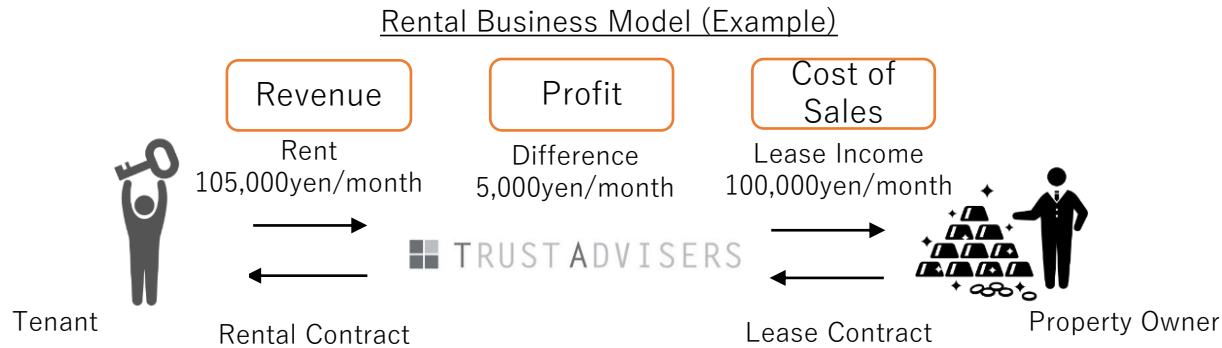 Rental Business Model (Example)
Revenue
Profit
Cost of
Sales
Rent
105,000yen/month
Difference
5,000yen/month
Lease Income
100,000yen/month
TRUST ADVISERS
Tenant
Rental Contract
Lease Contract
Property Owner